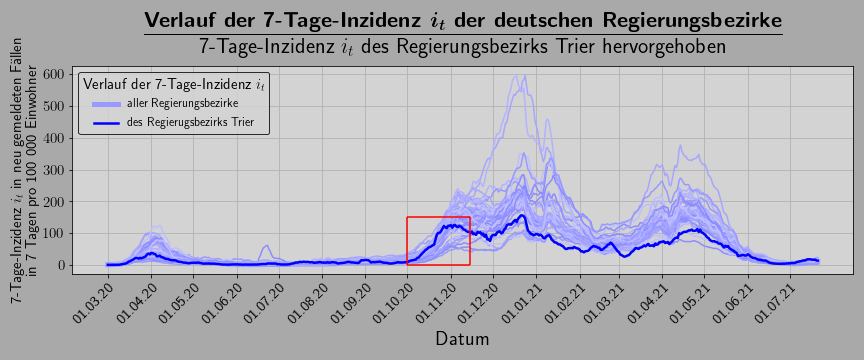 Verlauf der 7-Tage-Inzidenz iₜ der deutschen Regierungsbezirke
7-Tage-Inzidenz iₜ des Regierungsbezirks Trier hervorgehoben
7-Tage-Inzidenz iₜ in neu gemeldeten Fällen
in 7 Tagen pro 100 000 Einwohner
Verlauf der 7-Tage-Inzidenz iₜ
aller Regierungsbezirke
des Regierugsbezirks Trier
600
500
400
300
200
100
0
01.03.20 01.04.20 01.05.20 01.06.20 01.07.20 01.08.20 01.09.20 01.10.20 01.11.20 01.12.20 01.01.21 01.02.21 01.03.21 01.04.21 01.05.21 01.06.21 01.07.21
Datum